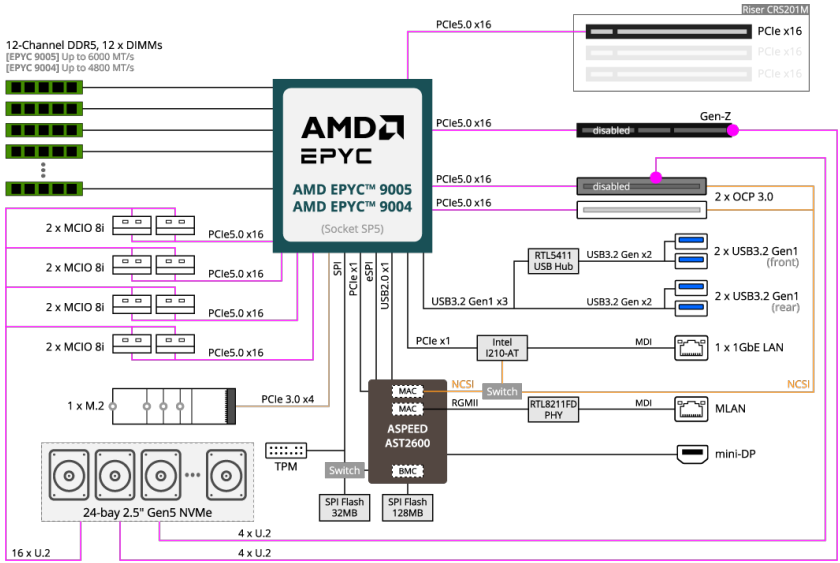 Riser CRS201M
PCIe5.0 x16
PCIe x16
PCIe x16
PCIe x16
12-Channel DDR5, 12 x DIMMs
[EPYC 9005] Up to 6000 MT/s
[EPYC 9004] Up to 4800 MT/s
AMD
EPYC
AMD EPYC™ 9005
AMD EPYC™ 9004
(Socket SP5)
PCIe5.0 x16
Gen-Z
disabled
PCIe5.0 x16
disabled
2 x OCP 3.0
PCIe5.0 x16
2 x MCIO 8i
PCIe5.0 x16
2 x MCIO 8i
PCIe5.0 x16
2 x MCIO 8i
PCIe5.0 x16
2 x MCIO 8i
PCIe5.0 x16
SPI
PCIe x1
eSPI
USB2.0 x1
RTL5411
USB Hub
USB3.2 Gen x2
2 x USB3.2 Gen1
(front)
USB3.2 Gen1 x3
USB3.2 Gen x2
2 x USB3.2 Gen1
(rear)
PCIe x1
Intel
I210-AT
MDI
1 x 1GbE LAN
1 x M.2
PCIe 3.0 x4
MAC
NCSI
Switch
NCSI
MAC
RGMII
RTL8211FD
PHY
MDI
MLAN
ASPEED
AST2600
mini-DP
TPM
Switch
BMC
SPI Flash
32MB
SPI Flash
128MB
24-bay 2.5" Gen5 NVMe
4 x U.2
16 x U.2
4 x U.2